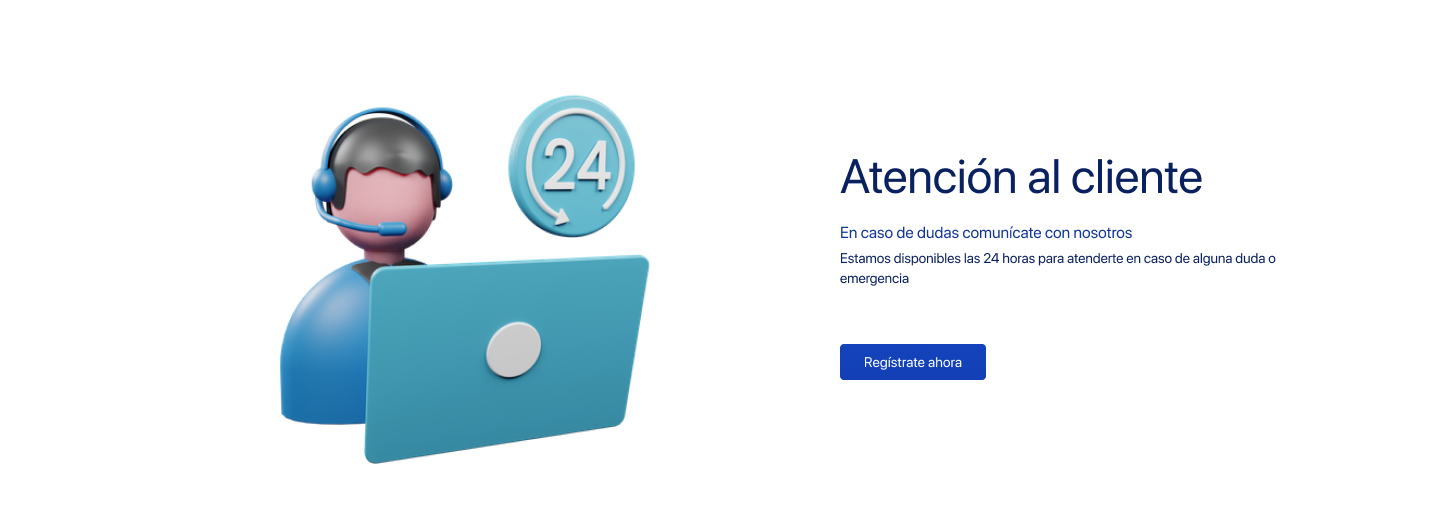 24
Atención al cliente
En caso de dudas comunícate con nosotros
Estamos disponibles las 24 horas para atenderte en caso de alguna duda o
emergencia
Regístrate ahora